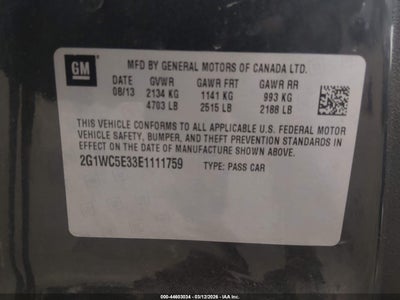 GM
MFD BY GENERAL MOTORS OF CANADA LTD.
DATE GVWR GAWR FRT GAWR RR
08/13 2134 KG 1141 KG 993 KG
4703 LB 2515 LB 2188 LB
THIS VEHICLE CONFORMS TO ALL APPLICABLE U.S. FEDERAL MOTOR
VEHICLE SAFETY, BUMPER, AND THEFT PREVENTION STANDARDS IN
EFFECT ON THE DATE OF MANUFACTURE SHOWN ABOVE.
2G1WC5E33E1111759 TYPE: PASS CAR
000-44603034 - 03/12/2026 - IAA Inc.